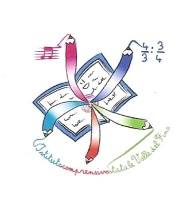 4/3 : 3/4
Istituto comprensivo statale Valle del Fino